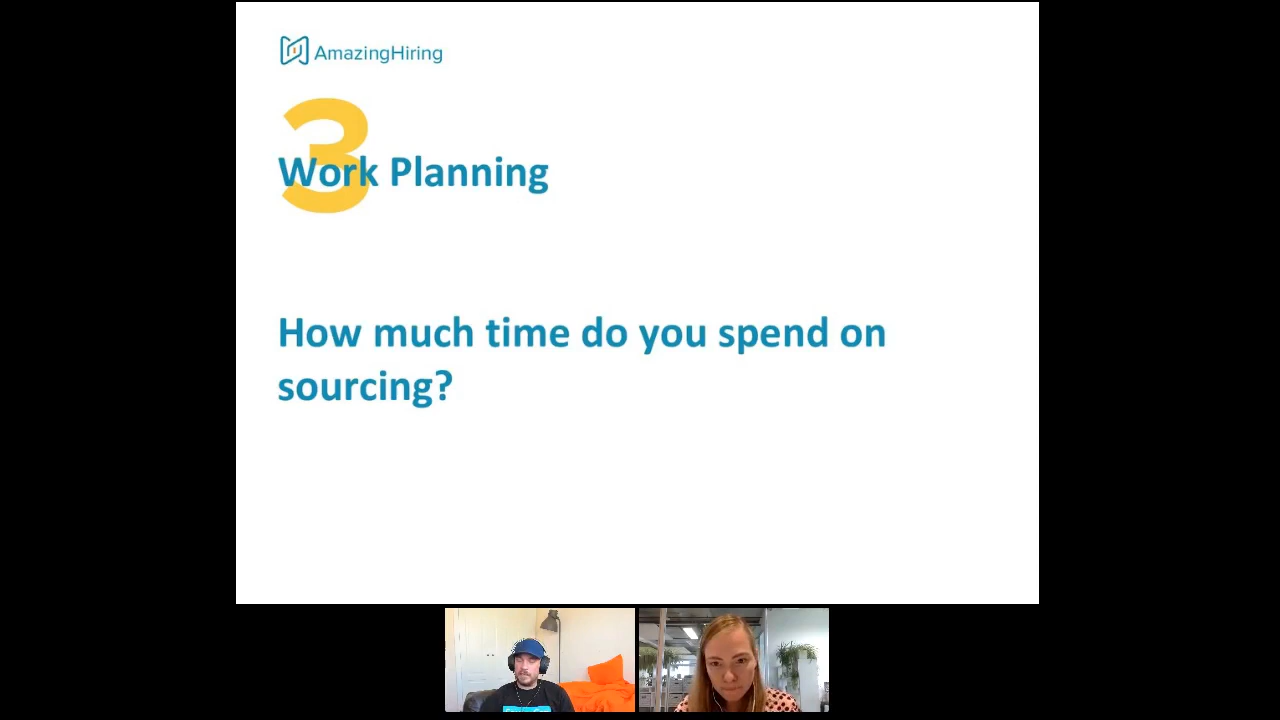 AmazingHiring
3
Work Planning
How much time do you spend on
sourcing?